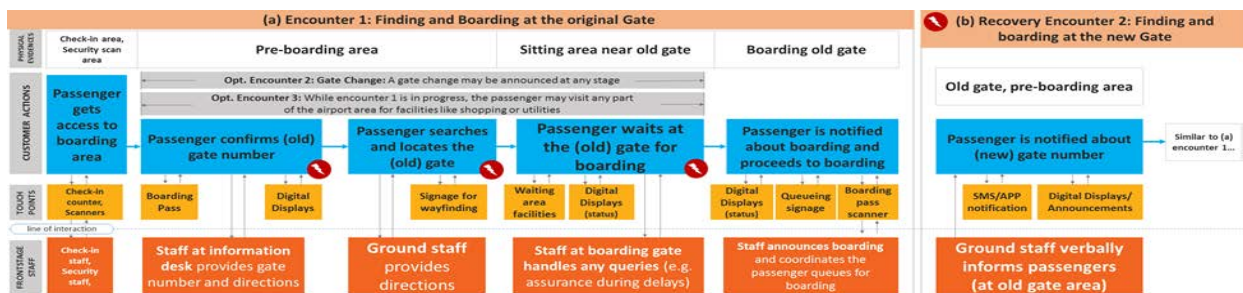 (a) Encounter 1: Finding and Boarding at the original Gate
(b) Recovery Encounter 2: Finding and
boarding at the new Gate
PHYSICAL
EVIDENCES
Check-in area,
Security scan
area
Pre-boarding area
Sitting area near old gate
Boarding old gate
Old gate, pre-boarding area
CUSTOMER ACTIONS
Opt. Encounter 2: Gate Change: A gate change may be announced at any stage
Opt. Encounter 3: While encounter 1 is in progress, the passenger may visit any part
of the airport area for facilities like shopping or utilities
Passenger
gets
access to
boarding
area
Passenger confirms (old)
gate number
Passenger searches
and locates the
(old) gate
Passenger waits at
the (old) gate for
boarding
Passenger is notified
about boarding and
proceeds to boarding
Passenger is notified about
(new) gate number
Similar to (a)
encounter 1...
TOUCH
POINTS
Check-in
counter,
Scanners
Boarding
Pass
Digital
Displays
Signage for
wayfinding
Waiting
area
facilities
Digital
Displays
(status)
Digital
Displays
(status)
Queueing
signage
Boarding
pass
scanner
SMS/APP
notification
Digital Displays/
Announcements
line of interaction
FRONTSTAGE
STAFF
Check-in
staff,
Security
staff,
Staff at information
desk provides gate
number and directions
Ground staff
provides
directions
Staff at boarding gate
handles any queries (e.g.
assurance during delays)
Staff announces boarding
and coordinates the
passenger queues for
boarding
Ground staff verbally
informs passengers
(at old gate area)